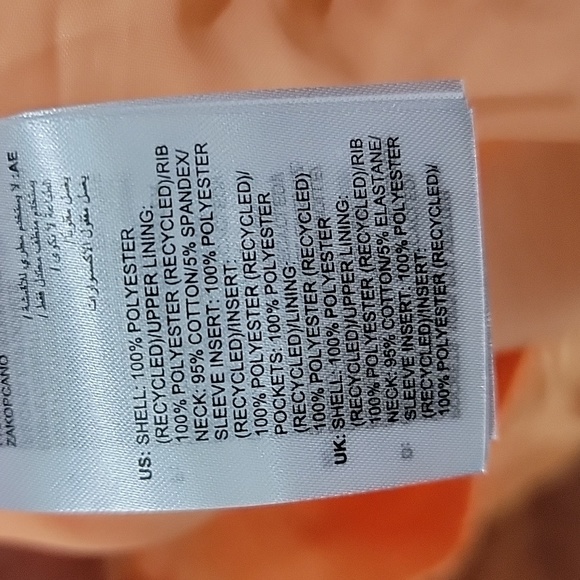 ZAKOPCANO
AE:
US: SHELL: 100% POLYESTER
(RECYCLED)/UPPER LINING:
100% POLYESTER (RECYCLED)/RIB
NECK: 95% COTTON/5% SPANDEX/
SLEEVE INSERT: 100% POLYESTER
(RECYCLED)/INSERT:
100% POLYESTER (RECYCLED)/
POCKETS: 100% POLYESTER
(RECYCLED)/LINING:
100% POLYESTER (RECYCLED)
UK: SHELL: 100% POLYESTER
(RECYCLED)/UPPER LINING:
100% POLYESTER (RECYCLED)/RIB
NECK: 95% COTTON/5% ELASTANE/
SLEEVE INSERT: 100% POLYESTER
(RECYCLED)/INSERT:
100% POLYESTER (RECYCLED)/